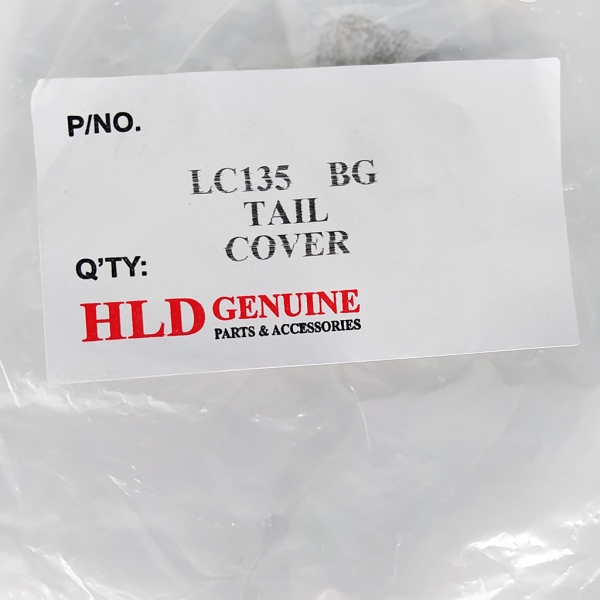 P/NO.
LC135 BG
TAIL
COVER
Q'TY:
HLD GENUINE
PARTS & ACCESSORIES